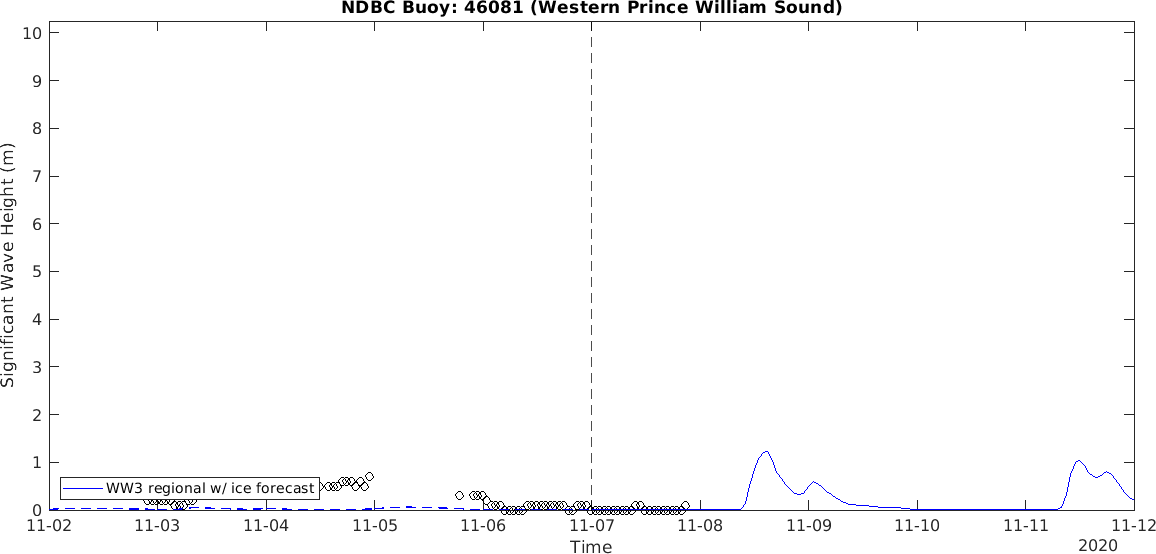 NDBC Buoy: 46081 (Western Prince William Sound)
Significant Wave Height (m)
10
9
8
7
6
5
4
3
2
1
0
WW3 regional w/ ice forecast
11-02 11-03 11-04 11-05 11-06 11-07 11-08 11-09 11-10 11-11 11-12
Time
2020